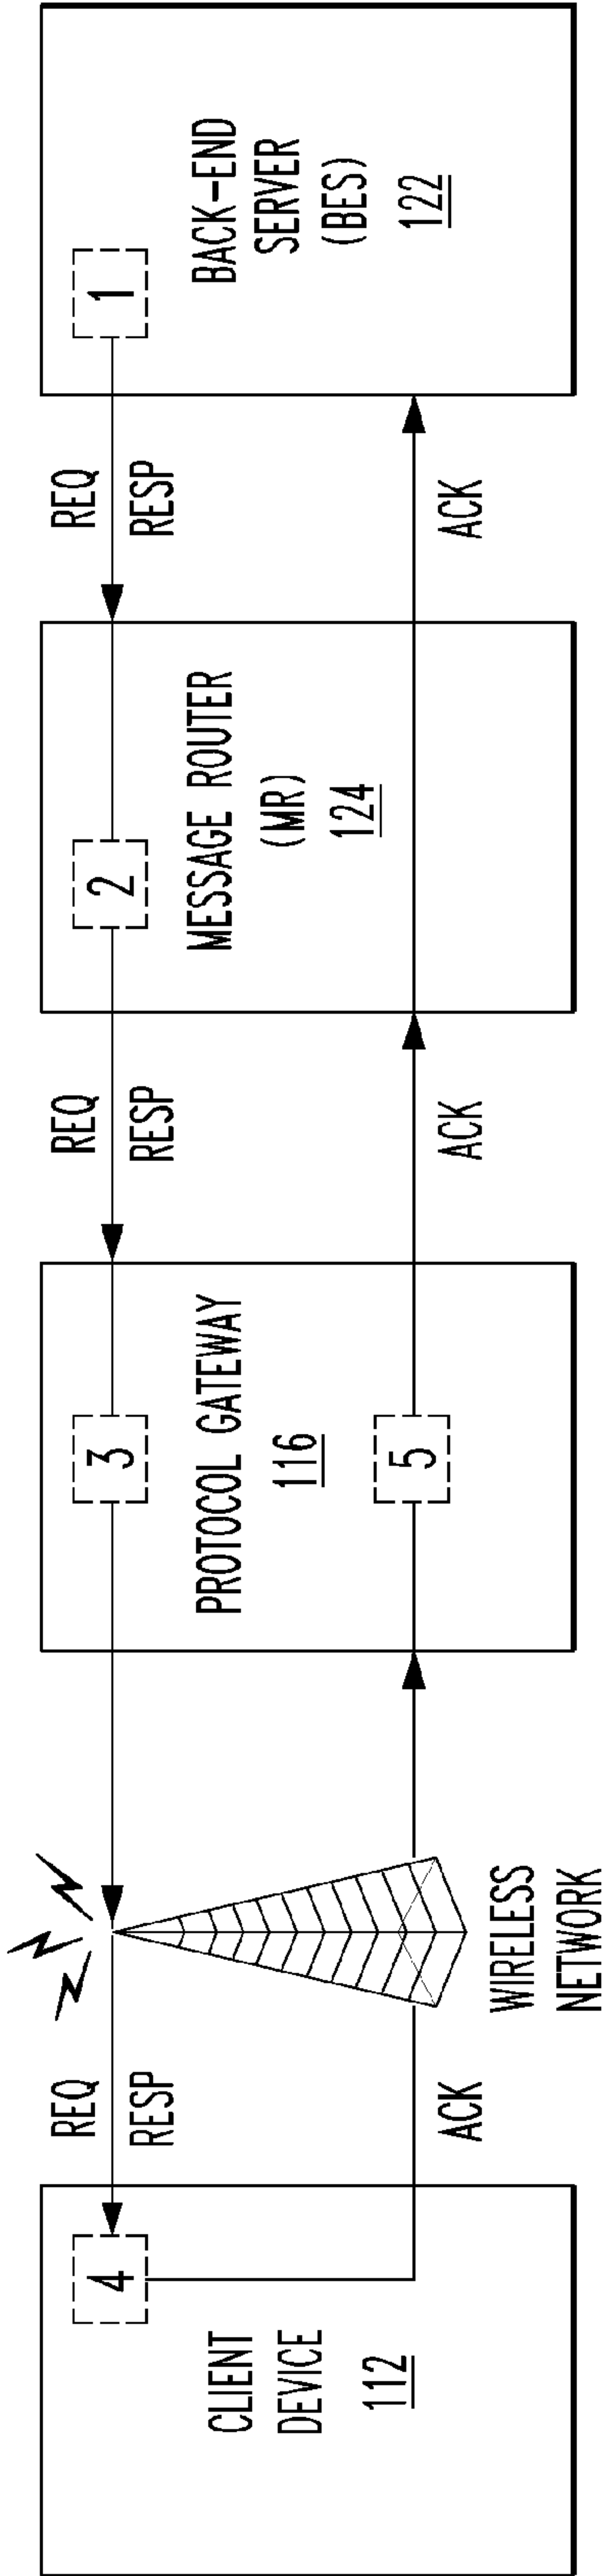 CLIENT
DEVICE
112
4
REQ
RESP
ACK
WIRELESS
NETWORK
PROTOCOL GATEWAY
116
3
5
REQ
RESP
ACK
MESSAGE ROUTER
(MR)
124
2
REQ
RESP
ACK
BACK-END
SERVER
(BES)
122
1